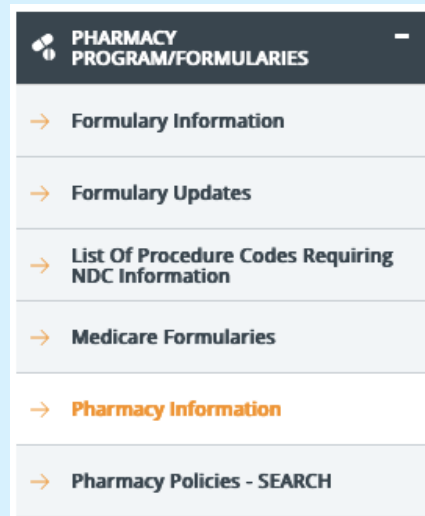 PHARMACY
PROGRAM/FORMULARIES
Formulary Information
Formulary Updates
List Of Procedure Codes Requiring
NDC Information
Medicare Formularies
Pharmacy Information
Pharmacy Policies - SEARCH